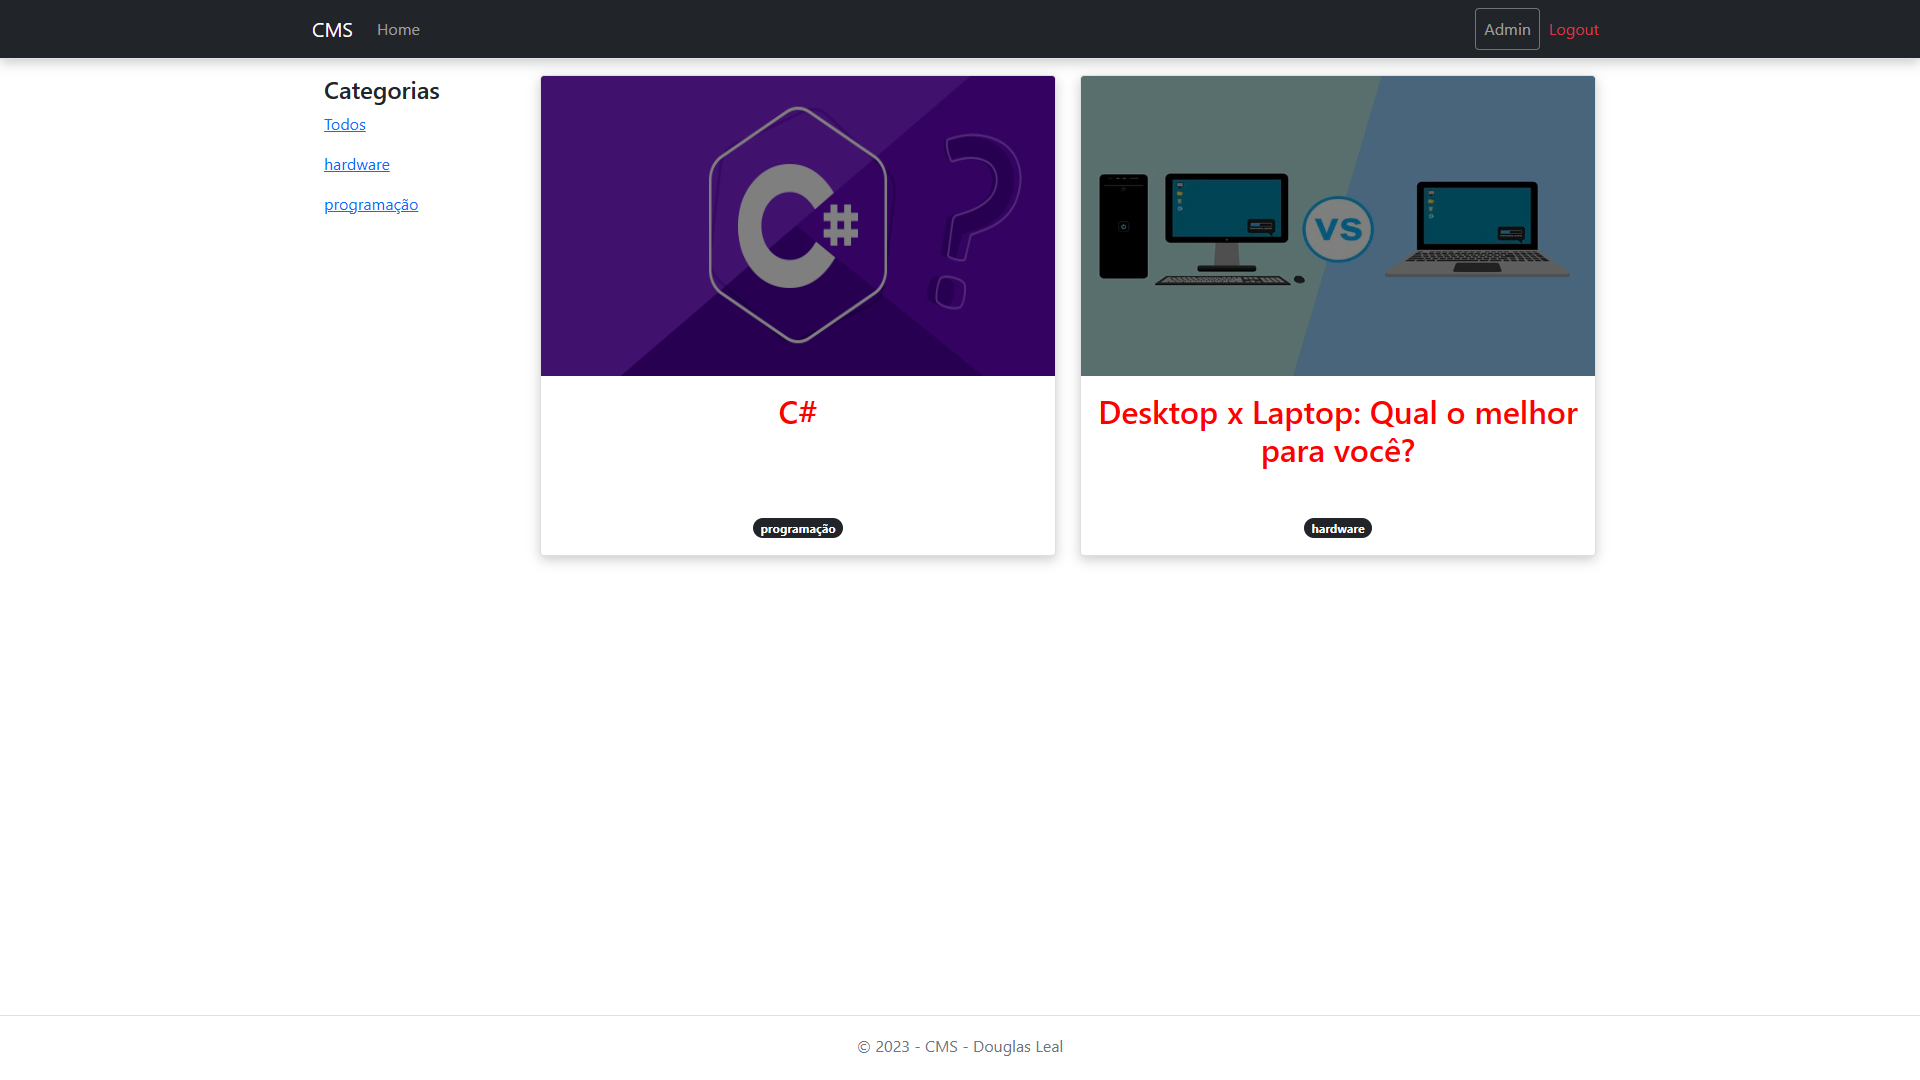 CMS Home Admin Logout
Categorias
Todos
hardware
programação
C# ?
C#
programação
VS
Desktop x Laptop: Qual o melhor
para você?
hardware
© 2023 - CMS - Douglas Leal